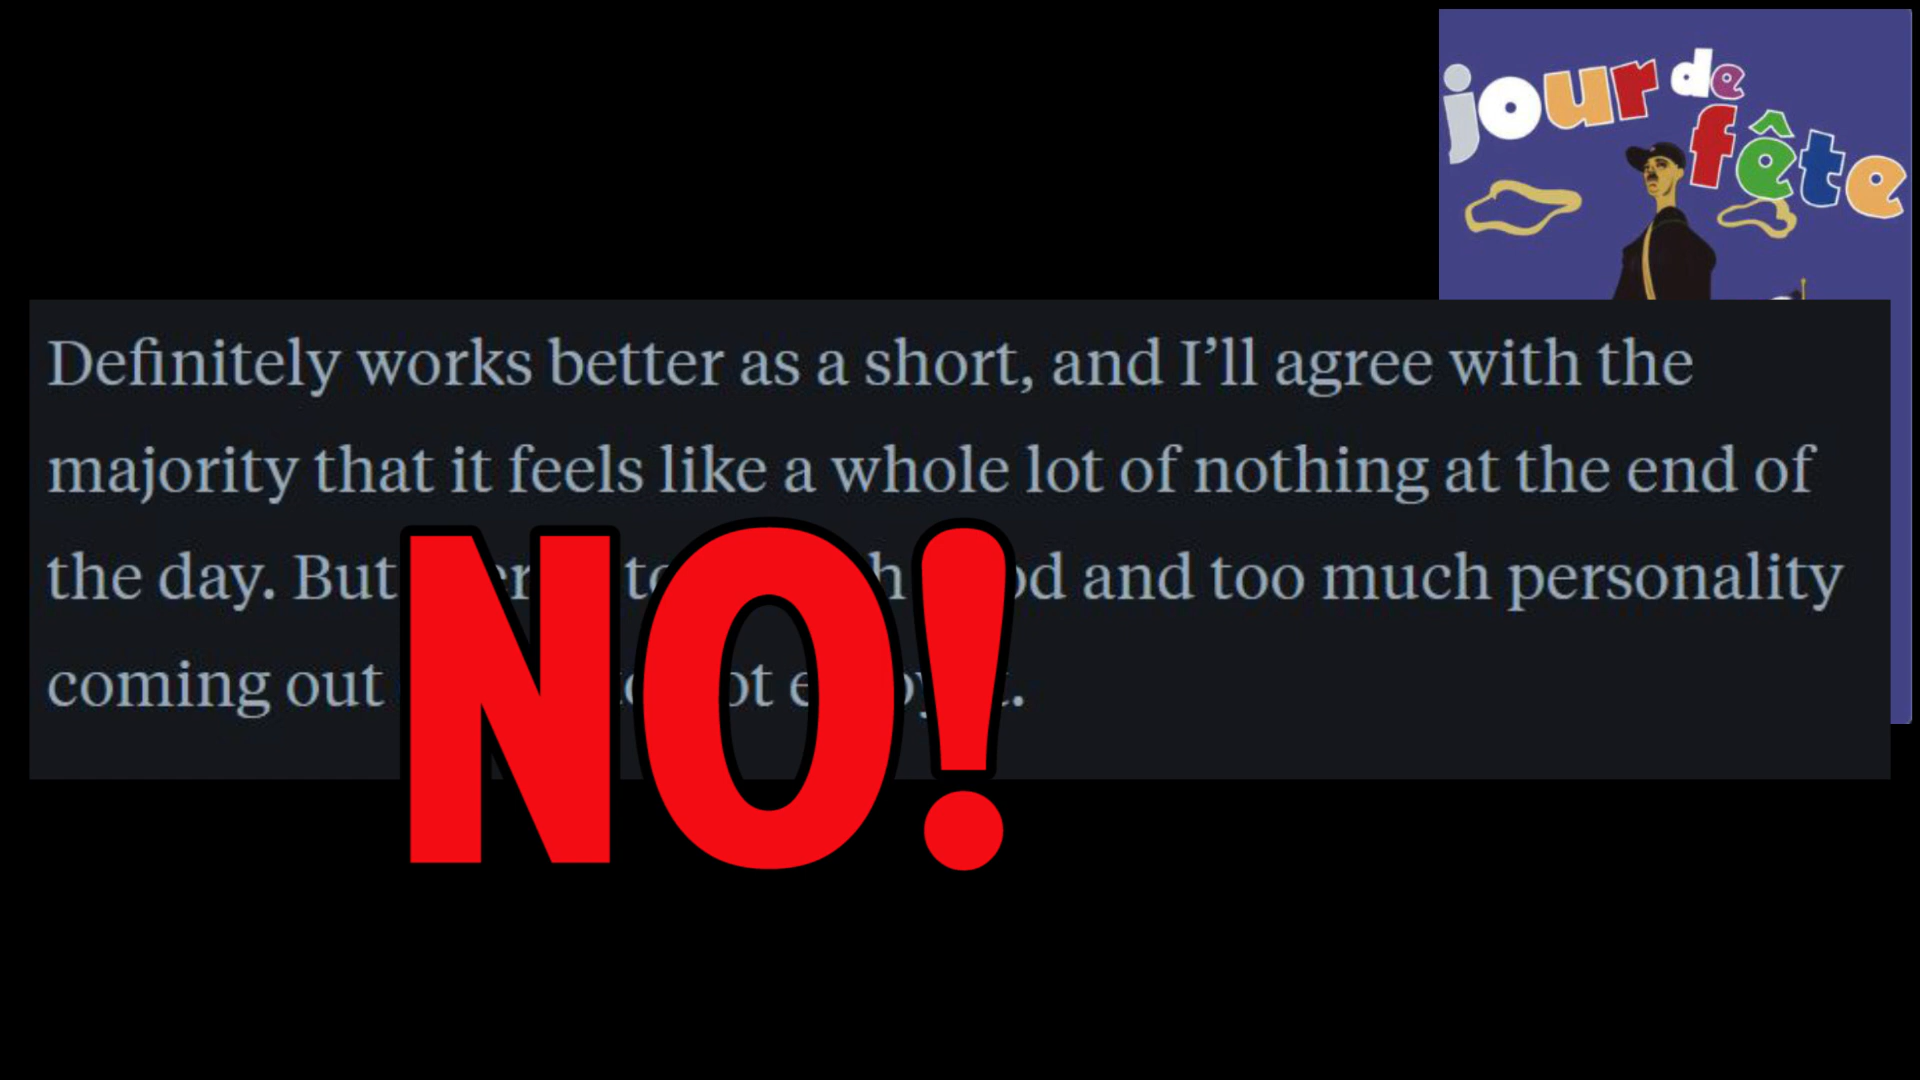 jour de
fête
Definitely works better as a short, and I’ll agree with the
majority that it feels like a whole lot of nothing at the end of
the day. But and too much personality
coming out
NO!